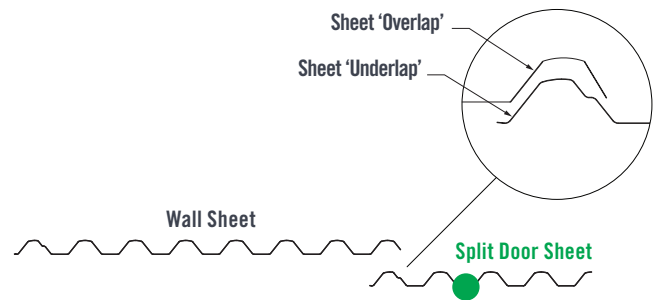 Sheet ‘Overlap’
Sheet ‘Underlap’
Wall Sheet
Split Door Sheet